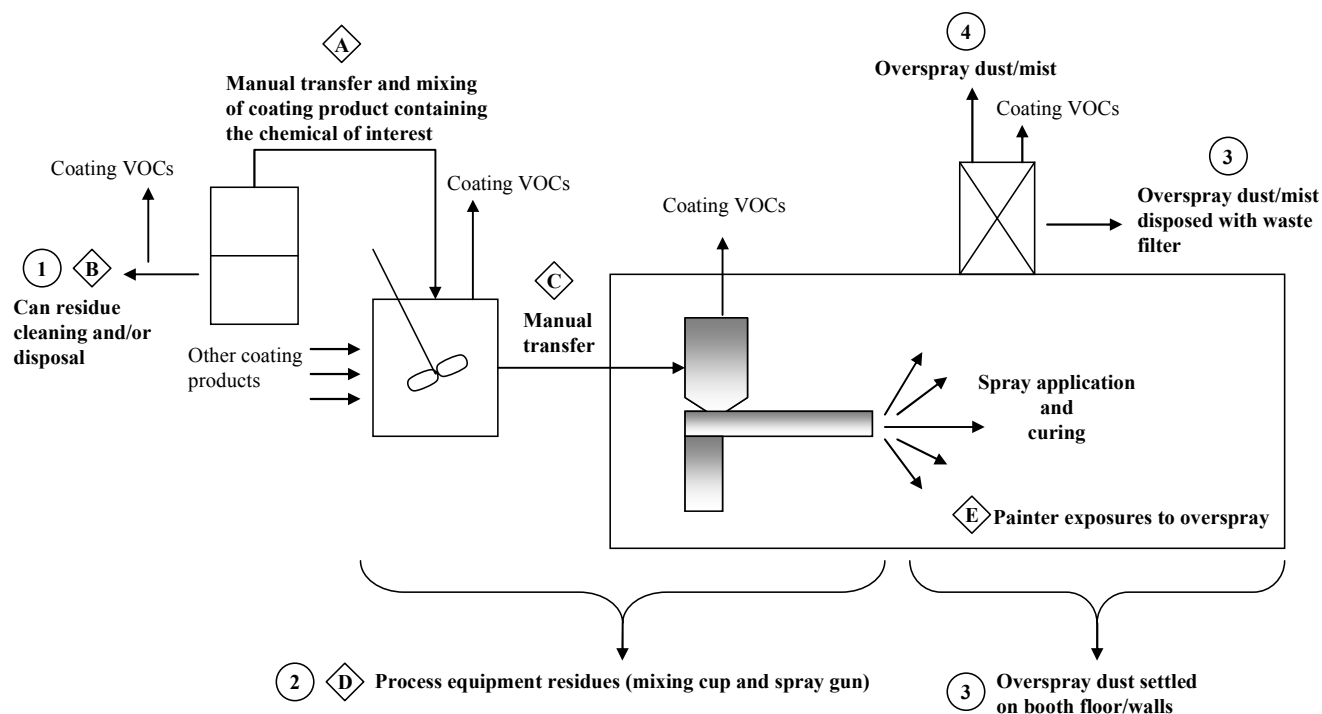 A
Manual transfer and mixing
of coating product containing
the chemical of interest
Coating VOCs
Coating VOCs
1 B
Can residue
cleaning and/or
disposal
Other coating
products
C
Manual
transfer
Coating VOCs
4
Overspray dust/mist
Coating VOCs
3
Overspray dust/mist
disposed with waste
filter
Spray application
and
curing
E Painter exposures to overspray
2 D Process equipment residues (mixing cup and spray gun)
3 Overspray dust settled
on booth floor/walls